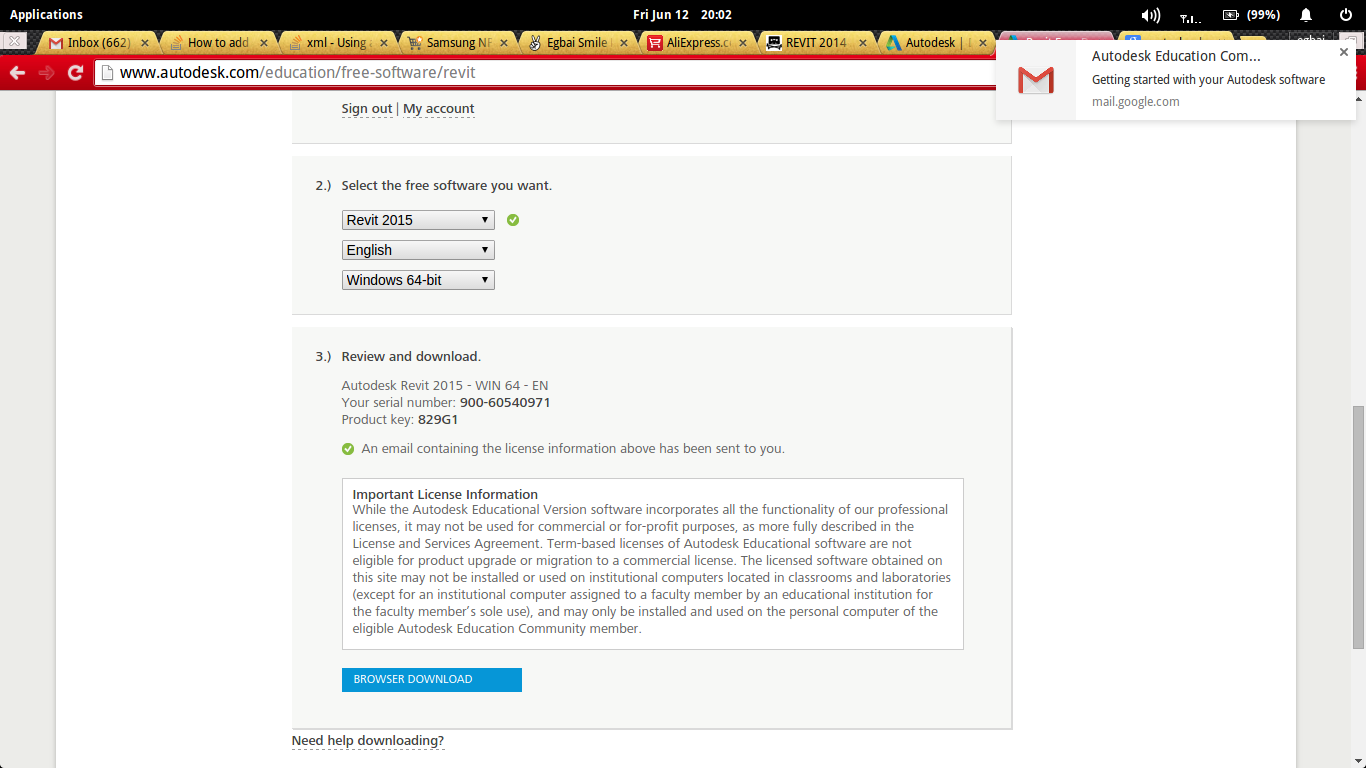 Applications
Fri Jun 12 20:02
(99%)
Inbox (662)
How to add
xml - Using
Samsung NF
Egbai Smile
AliExpress.c
REVIT 2014
Autodesk |
www.autodesk.com/education/free-software/revit
Autodesk Education Com...
Getting started with your Autodesk software
mail.google.com
Sign out | My account
2.) Select the free software you want.
Revit 2015
English
Windows 64-bit
3.) Review and download.
Autodesk Revit 2015 - WIN 64 - EN
Your serial number: 900-60540971
Product key: 829G1
An email containing the license information above has been sent to you.
Important License Information
While the Autodesk Educational Version software incorporates all the functionality of our professional
licenses, it may not be used for commercial or for-profit purposes, as more fully described in the
License and Services Agreement. Term-based licenses of Autodesk Educational software are not
eligible for product upgrade or migration to a commercial license. The licensed software obtained on
this site may not be installed or used on institutional computers located in classrooms and laboratories
(except for an institutional computer assigned to a faculty member by an educational institution for
the faculty member's sole use), and may only be installed and used on the personal computer of the
eligible Autodesk Education Community member.
BROWSER DOWNLOAD
Need help downloading?